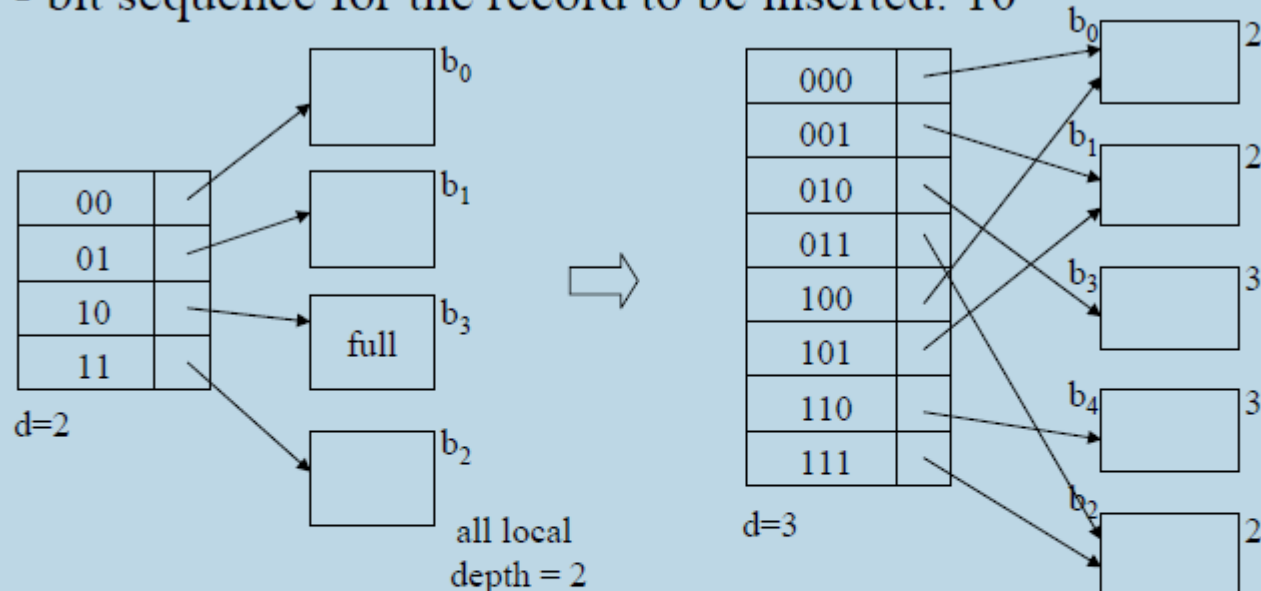 - bit sequence for the record to be inserted: 10
b0
b1
00
01
10
11
full
b3
b2
d=2
all local
depth = 2
000
001
010
011
100
101
110
111
d=3
b0 2
b1 2
b3 3
b4 3
b2 2